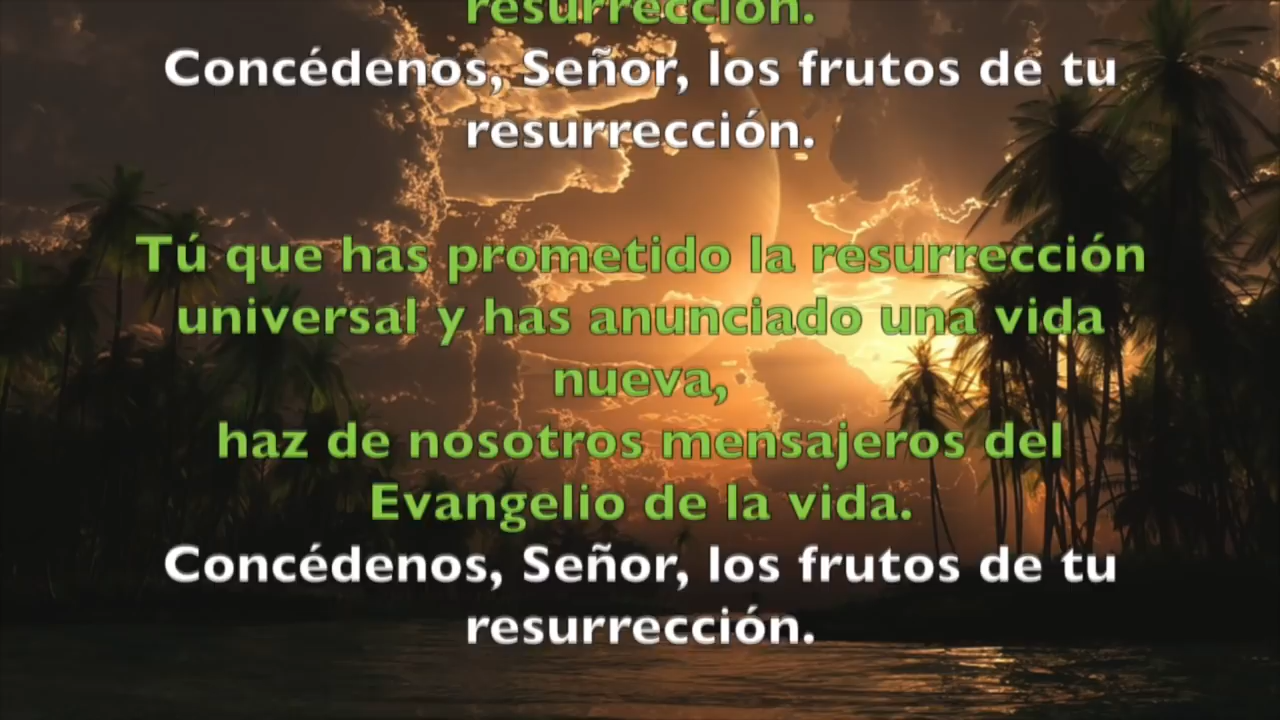 resurrección.
Concédenos, Señor, los frutos de tu
resurrección.
Tú que has prometido la resurrección
universal y has anunciado una vida
nueva,
haz de nosotros mensajeros del
Evangelio de la vida.
Concédenos, Señor, los frutos de tu
resurrección.